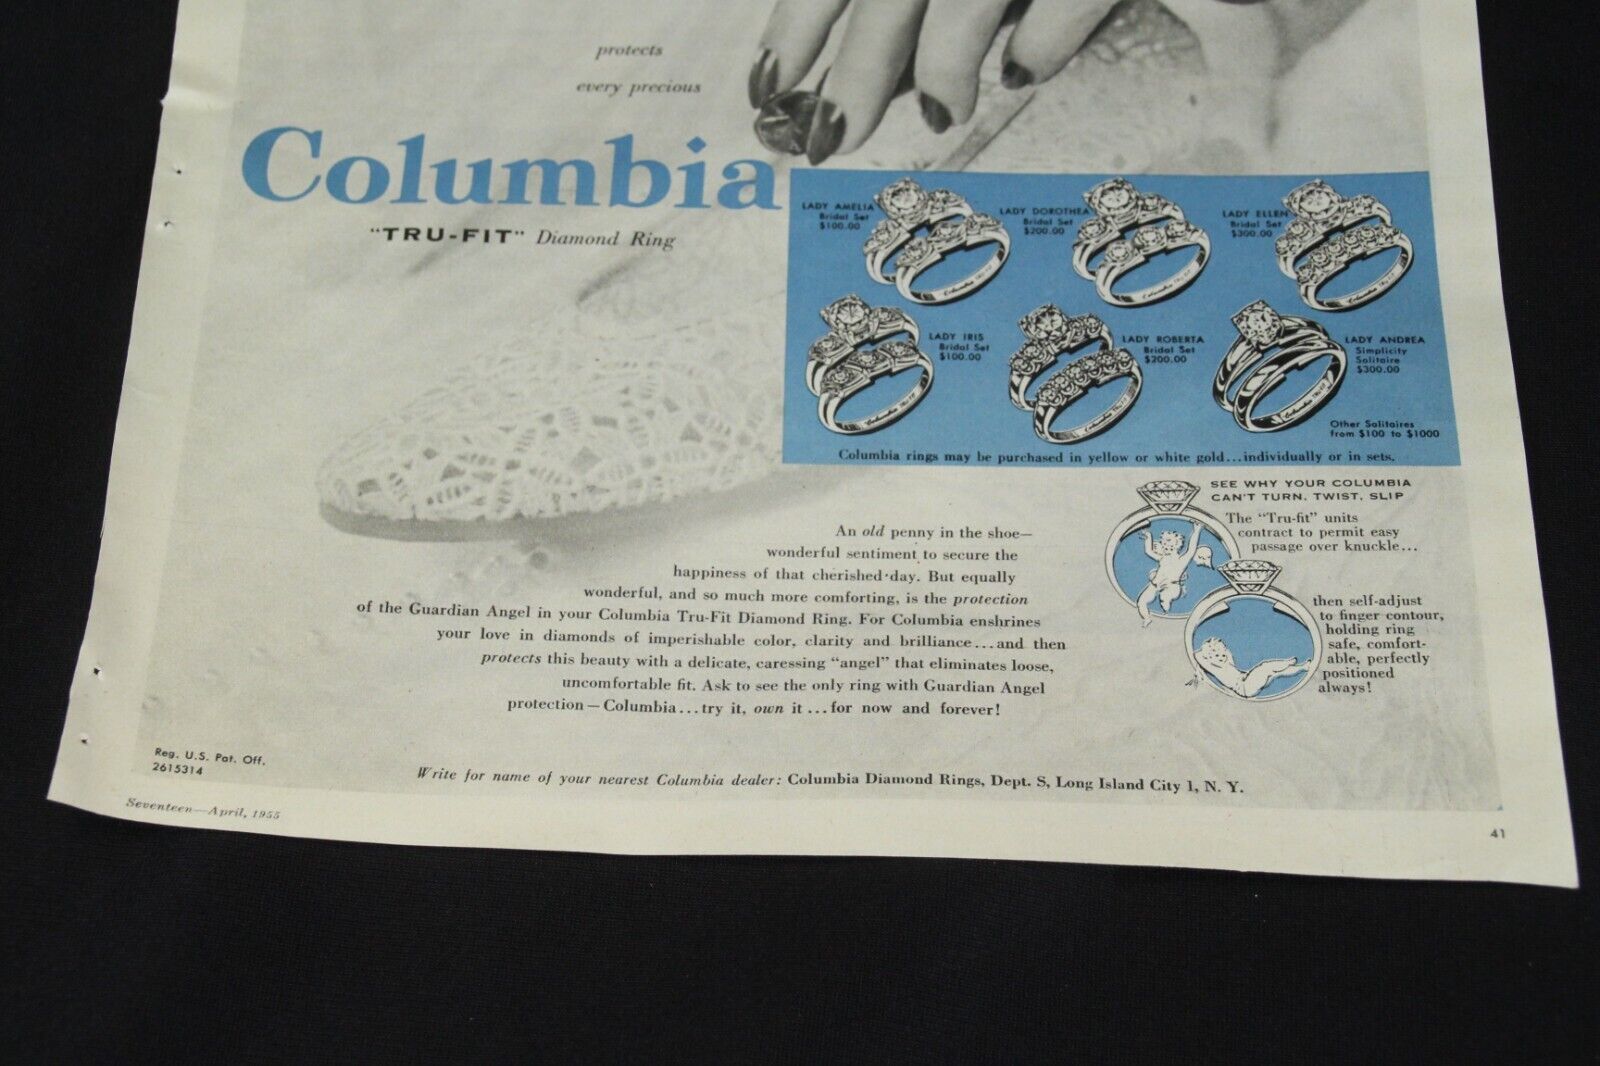 protects
every precious
Columbia
"TRU-FIT" Diamond Ring
LADY AMELIA
Bridal Set
$100.00
LADY DOROTHEA
Bridal Set
$200.00
LADY ELLEN
Bridal Set
$300.00
LADY IRIS
Bridal Set
$100.00
LADY ROBERTA
Bridal Set
$200.00
LADY ANDREA
Simplicity
Solitaire
$300.00
Other Solitaires
from $100 to $1000
Columbia rings may be purchased in yellow or white gold...individually or in sets.
SEE WHY YOUR COLUMBIA
CAN'T TURN, TWIST, SLIP
The "Tru-fit" units
contract to permit easy
passage over knuckle...
then self-adjust
to finger contour,
holding ring
safe, comfort-
able, perfectly
positioned
always!
An old penny in the shoe—
wonderful sentiment to secure the
happiness of that cherished day. But equally
wonderful, and so much more comforting, is the protection
of the Guardian Angel in your Columbia Tru-Fit Diamond Ring. For Columbia enshrines
your love in diamonds of imperishable color, clarity and brilliance...and then
protects this beauty with a delicate, caressing "angel" that eliminates loose,
uncomfortable fit. Ask to see the only ring with Guardian Angel
protection—Columbia...try it, own it...for now and forever!
Reg. U.S. Pat. Off.
2615314
Write for name of your nearest Columbia dealer: Columbia Diamond Rings, Dept. S, Long Island City 1, N. Y.
Seventeen—April, 1955
41